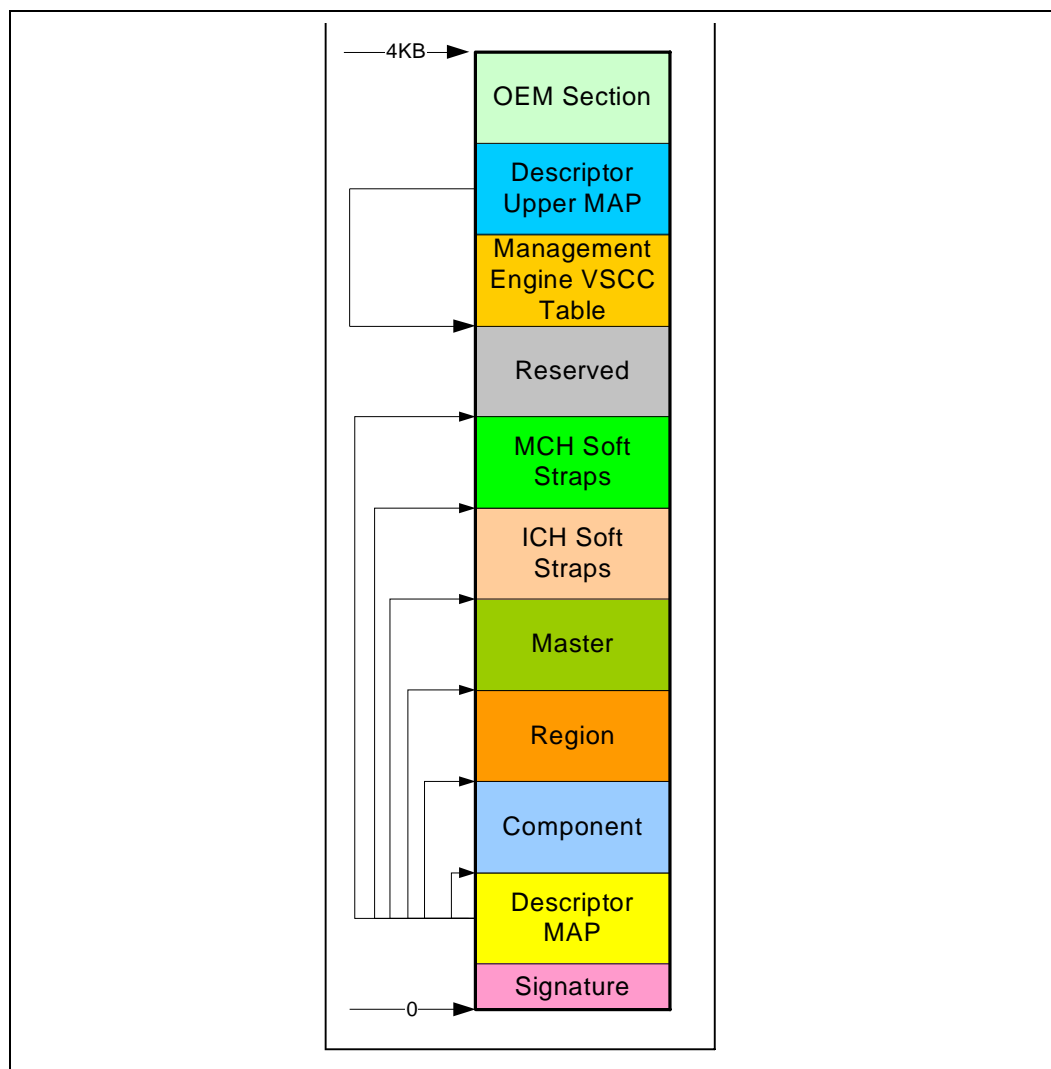 4KB
OEM Section
Descriptor
Upper MAP
Management
Engine VSCC
Table
Reserved
MCH Soft
Straps
ICH Soft
Straps
Master
Region
Component
Descriptor
MAP
Signature
0